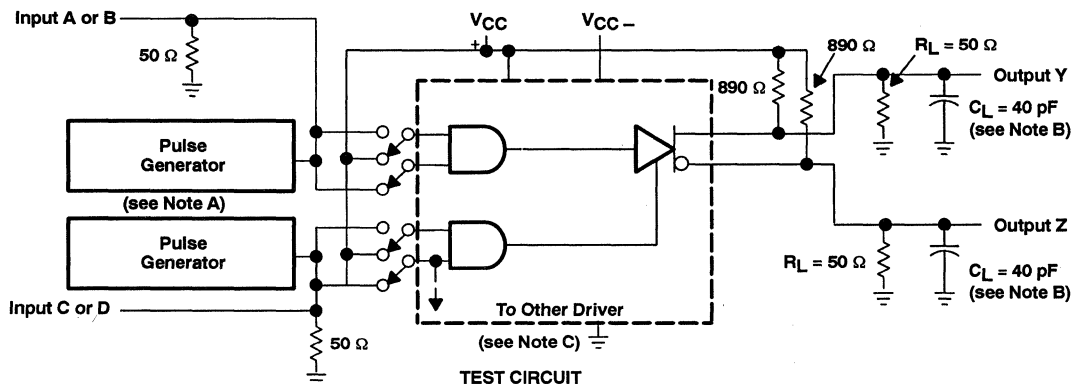 Input A or B
50 Ω
VCC
+
VCC –
890 Ω
RL = 50 Ω
890 Ω
Output Y
CL = 40 pF
(see Note B)
Pulse
Generator
(see Note A)
Pulse
Generator
Input C or D
50 Ω
To Other Driver
(see Note C)
Output Z
RL = 50 Ω
CL = 40 pF
(see Note B)
TEST CIRCUIT